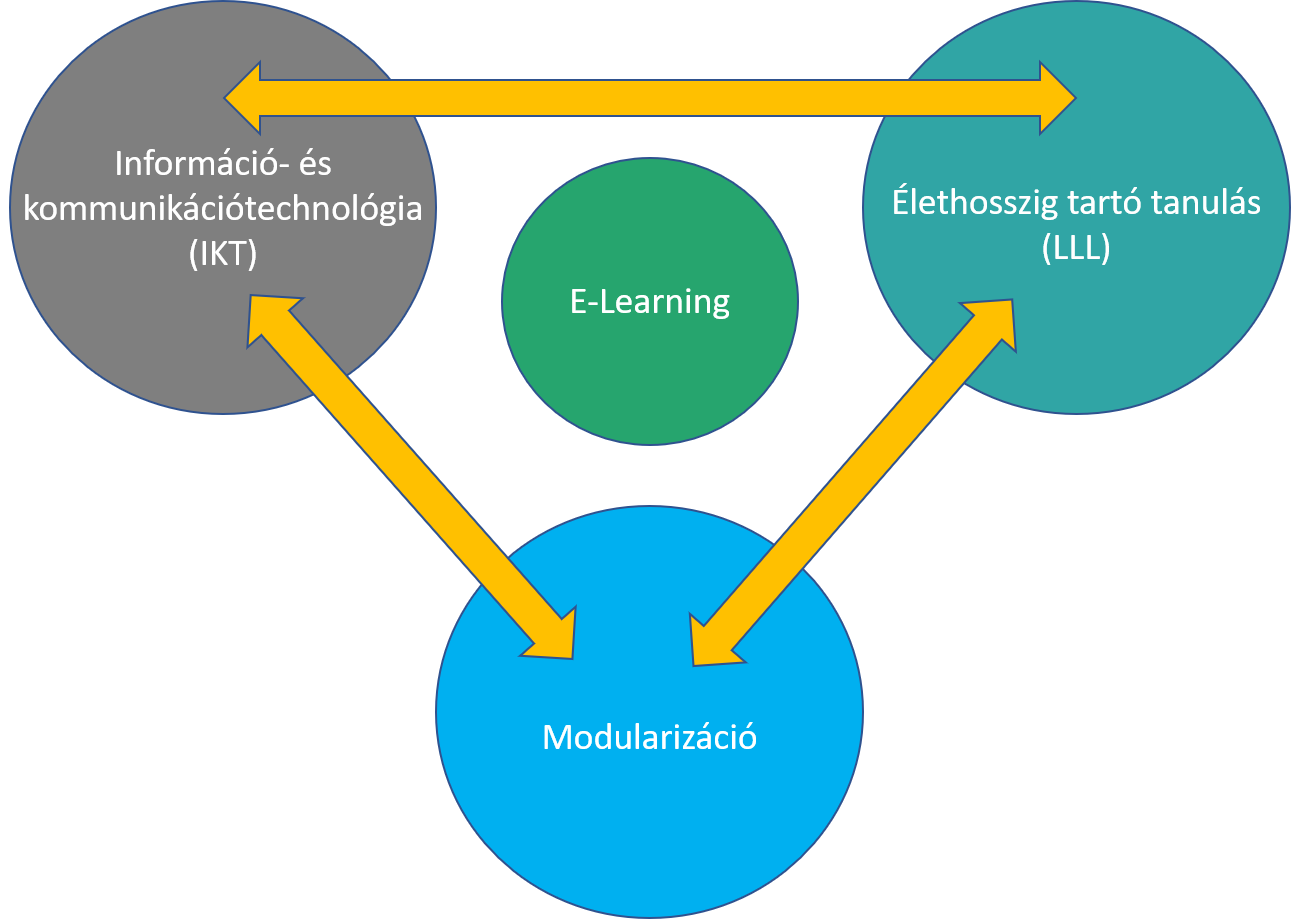 Információ- és
kommunikációtechnológia
(IKT)
Élethosszig tartó tanulás
(LLL)
E-Learning
Modularizáció